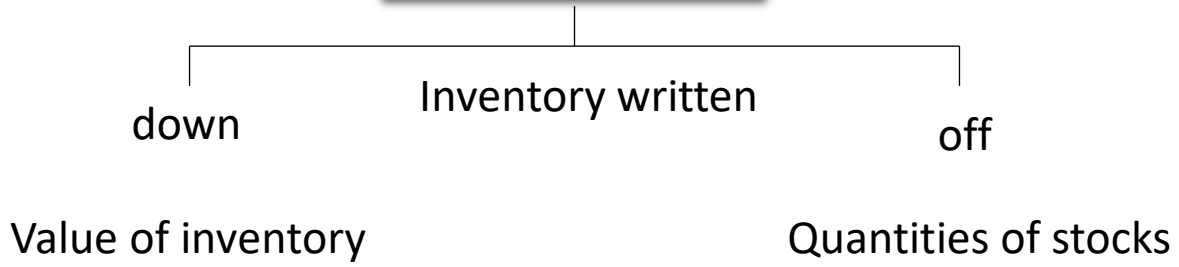 Inventory written
down
off
Value of inventory
Quantities of stocks